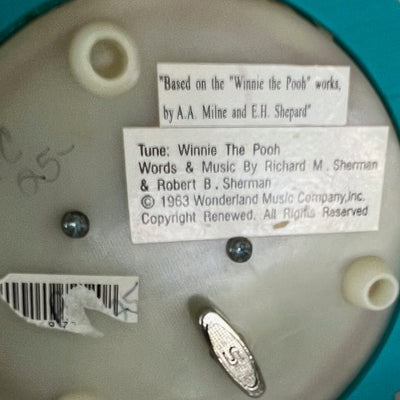 "Based on the "Winnie the Pooh" works,
by A.A. Milne and E.H. Shepard"
Tune: Winnie The Pooh
Words & Music By Richard M. Sherman
& Robert B. Sherman
© 1963 Wonderland Music Company, Inc.
Copyright Renewed. All Rights Reserved
25-